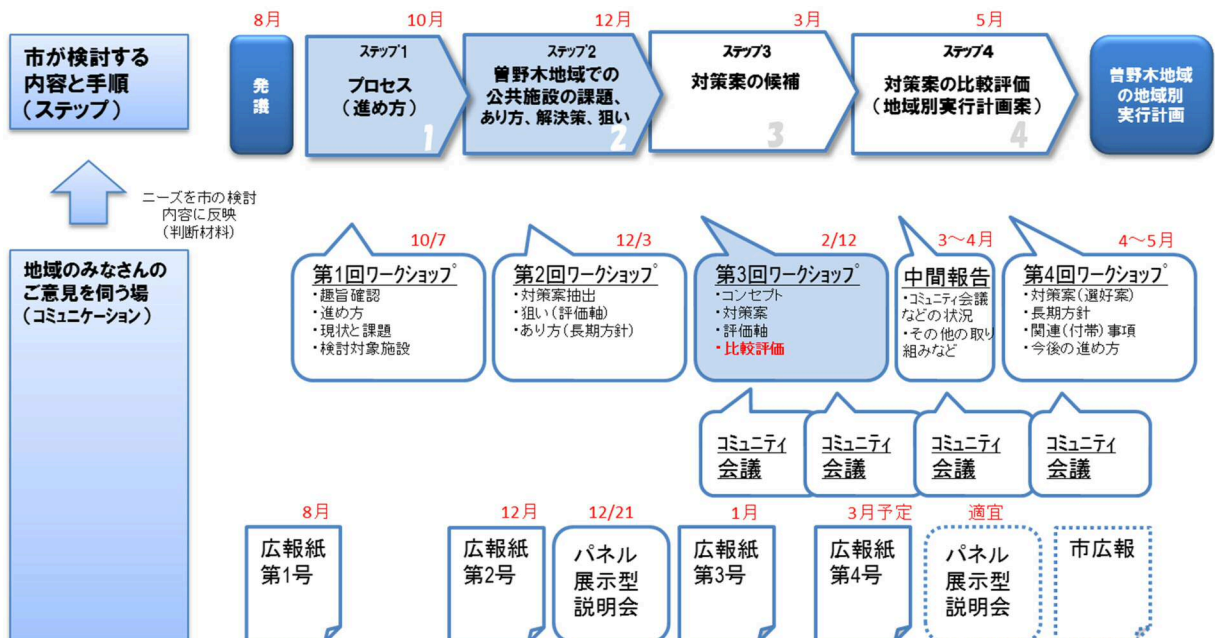 8月
10月
12月
3月
5月
市が検討する
内容と手順
（ステップ）
発
議
ステップ1
プロセス
（進め方）
1
ステップ2
曽野木地域での
公共施設の課題、
あり方、解決策、狙い
2
ステップ3
対策案の候補
3
ステップ4
対策案の比較評価
（地域別実行計画案）
4
曽野木地域
の地域別
実行計画
ニーズを市の検討
内容に反映
（判断材料）
地域のみなさんの
ご意見を伺う場
（コミュニケーション）
10/7
第1回ワークショップ
・趣旨確認
・進め方
・現状と課題
・検討対象施設
12/3
第2回ワークショップ
・対策案抽出
・狙い（評価軸）
・あり方（長期方針）
2/12
第3回ワークショップ
・コンセプト
・対策案
・評価軸
・比較評価
3～4月
中間報告
・コミュニティ会議
などの状況
・その他の取り
組みなど
4～5月
第4回ワークショップ
・対策案（選好案）
・長期方針
・関連（付帯）事項
・今後の進め方
コミュニティ
会議
コミュニティ
会議
コミュニティ
会議
コミュニティ
会議
8月
広報紙
第1号
12月
広報紙
第2号
12/21
パネル
展示型
説明会
1月
広報紙
第3号
3月予定
広報紙
第4号
適宜
パネル
展示型
説明会
市広報